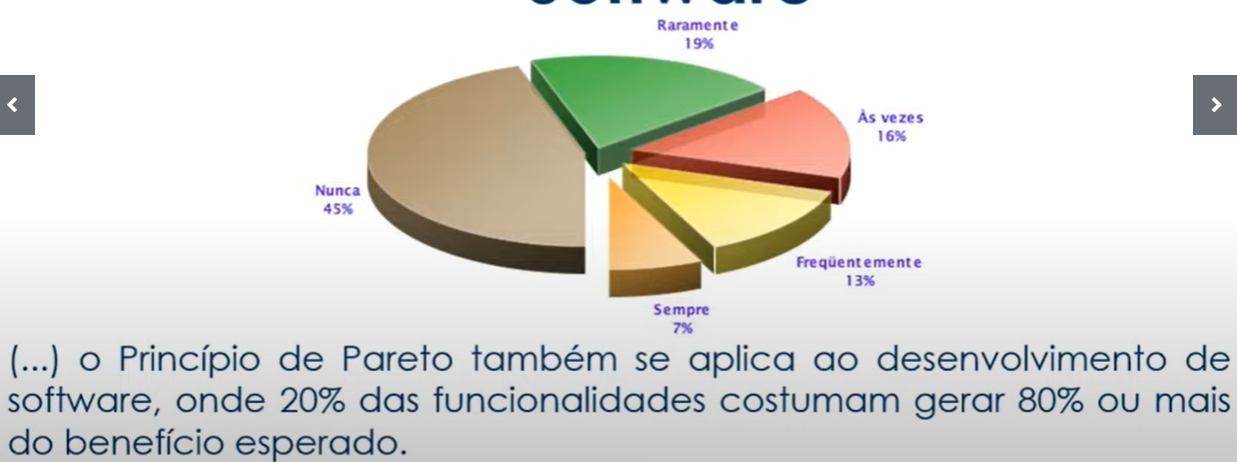 Raramente
19%
Às vezes
16%
Nunca
45%
Freqüentemente
13%
Sempre
7%
(...) o Princípio de Pareto também se aplica ao desenvolvimento de
software, onde 20% das funcionalidades costumam gerar 80% ou mais
do benefício esperado.